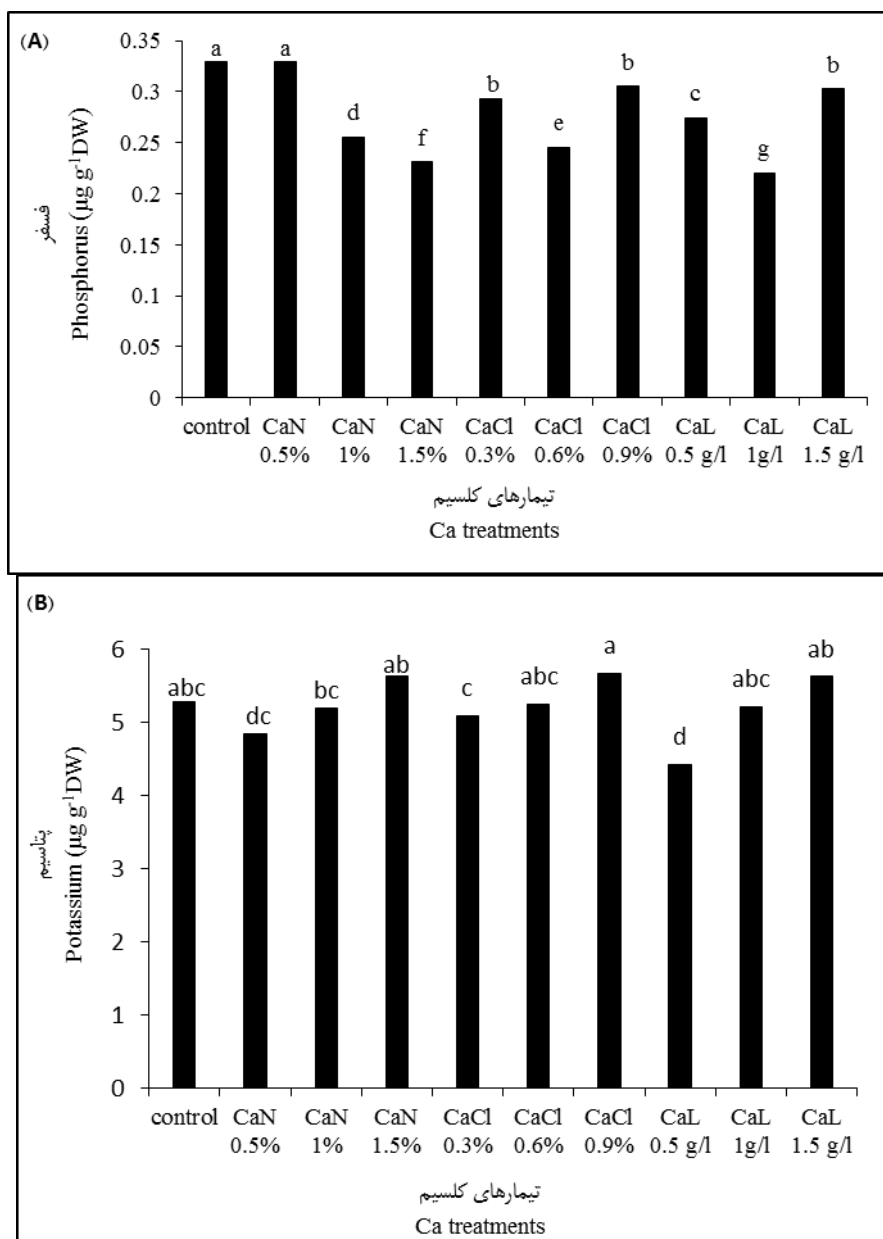 (A)
فسفر
Phosphorus (µg g-1DW)
0.35
0.3
0.25
0.2
0.15
0.1
0.05
0
a a d f b e b c g b
control CaN 0.5% CaN 1% CaN 1.5% CaCl 0.3% CaCl 0.6% CaCl 0.9% CaL 0.5 g/l CaL 1g/l CaL 1.5 g/l
تیمارهای کلسیم
Ca treatments
(B)
پتاسیم
Potassium (µg g-1DW)
6
5
4
3
2
1
0
abc dc bc ab c abc a d abc ab
control CaN 0.5% CaN 1% CaN 1.5% CaCl 0.3% CaCl 0.6% CaCl 0.9% CaL 0.5 g/l CaL 1g/l CaL 1.5 g/l
تیمارهای کلسیم
Ca treatments